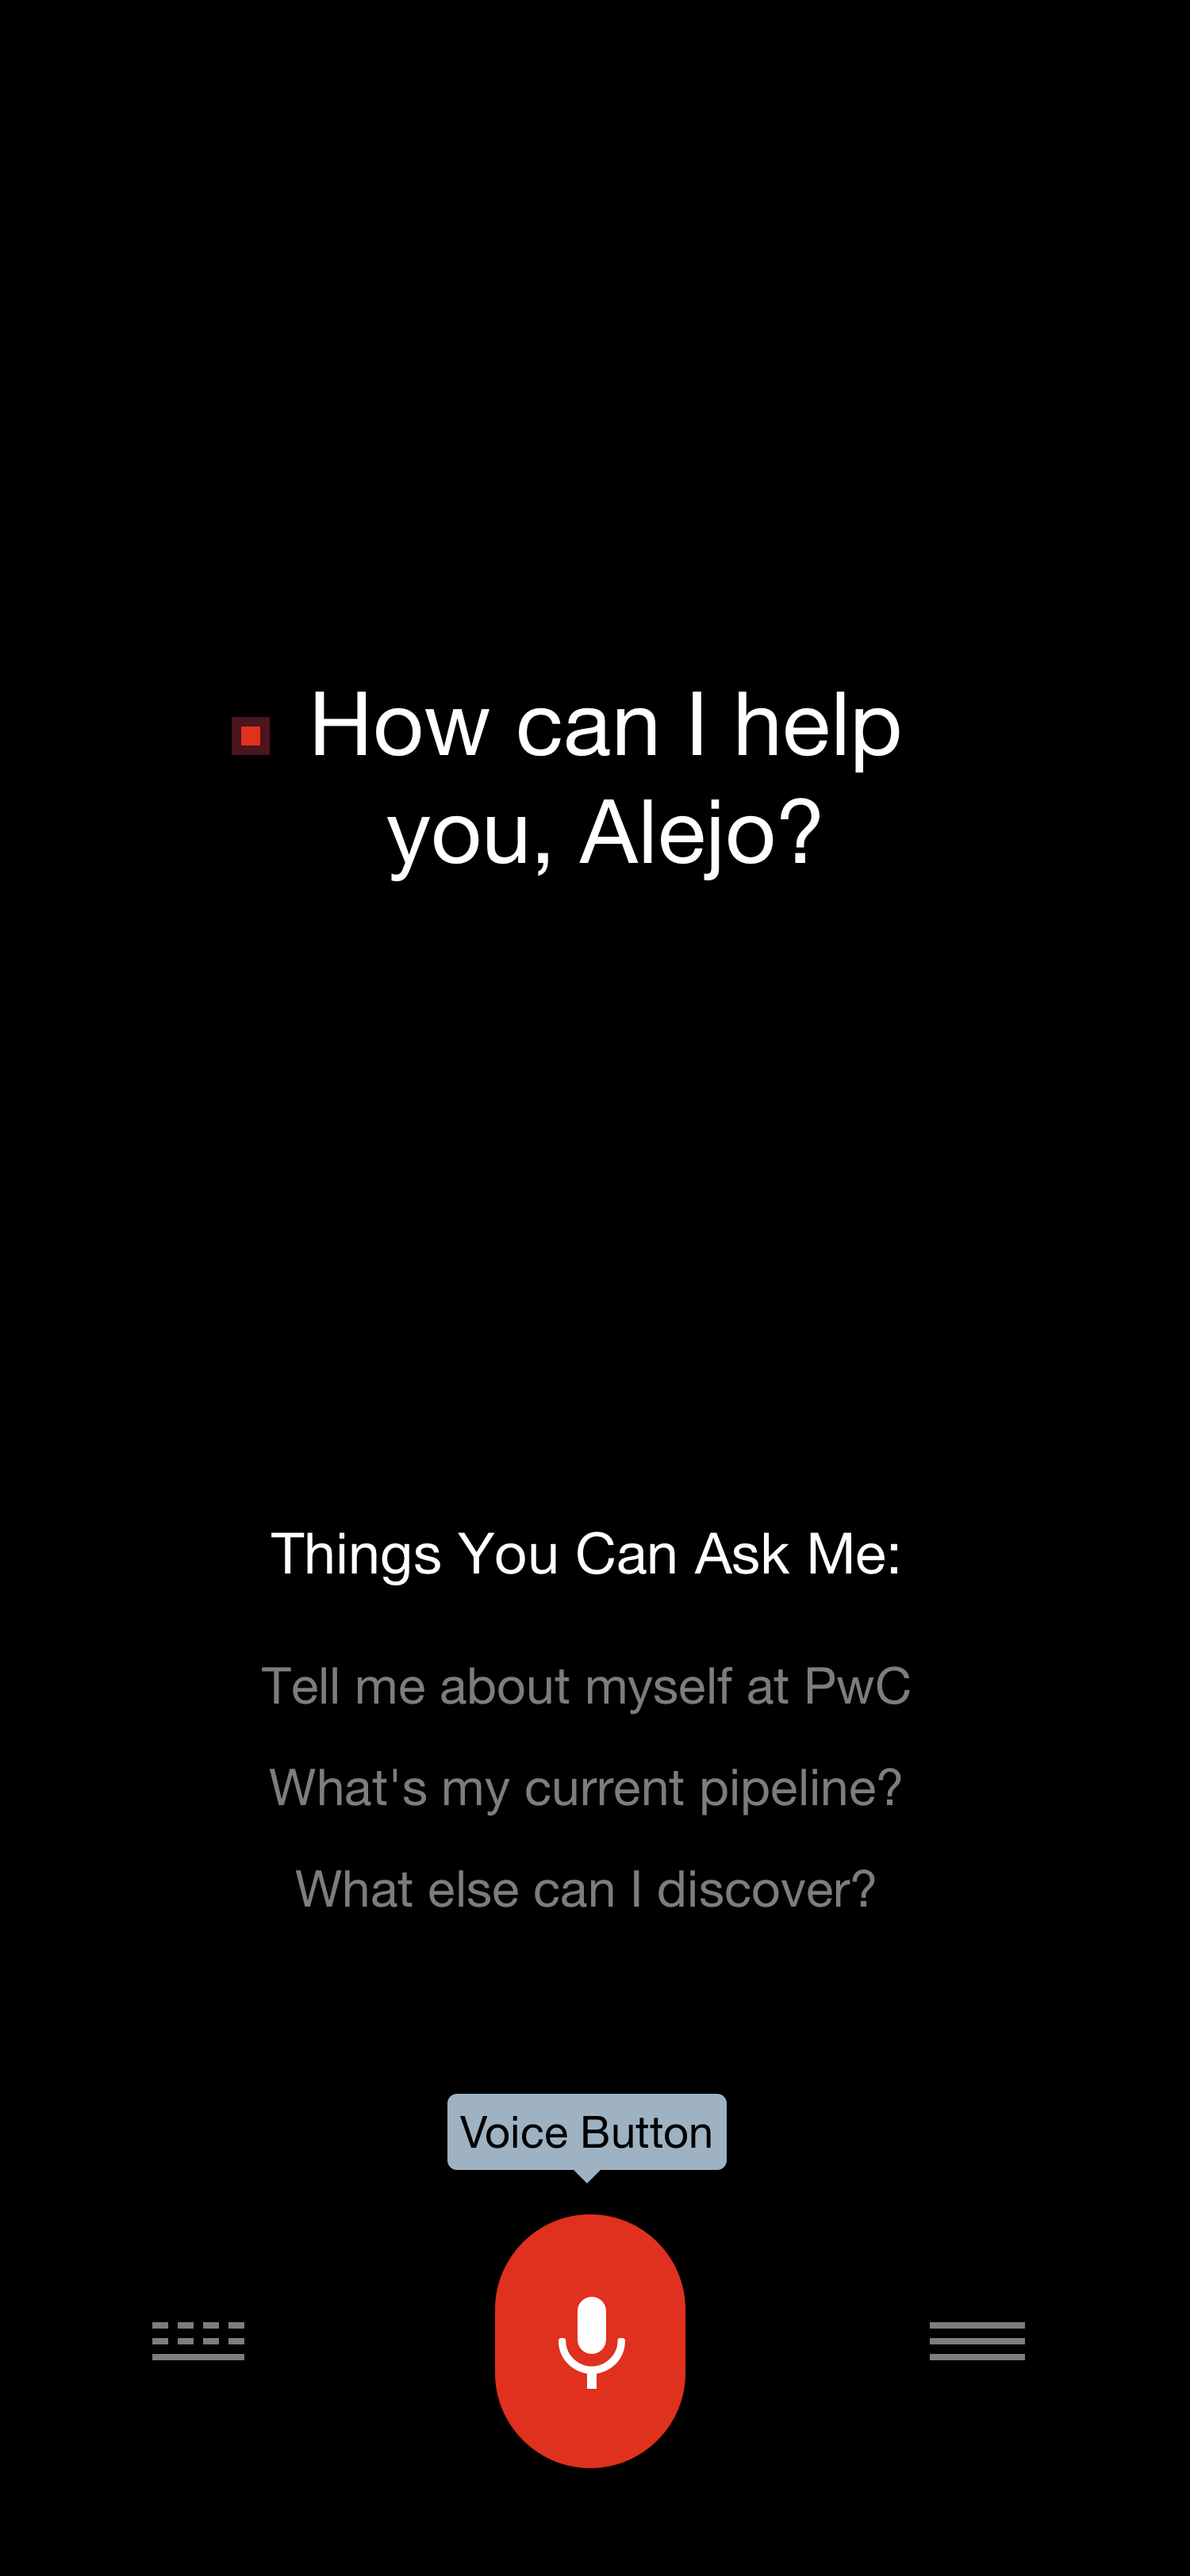 How can I help
you, Alejo?
Things You Can Ask Me:
Tell me about myself at PwC
What's my current pipeline?
What else can I discover?
Voice Button